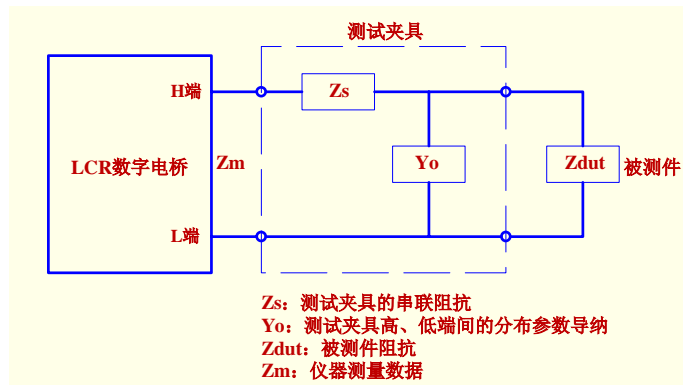 测试夹具
H端
Zs
LCR数字电桥
Zm
Yo
Zdut
被测件
L端
Zs：测试夹具的串联阻抗
Yo：测试夹具高、低端间的分布参数导纳
Zdut：被测件阻抗
Zm：仪器测量数据